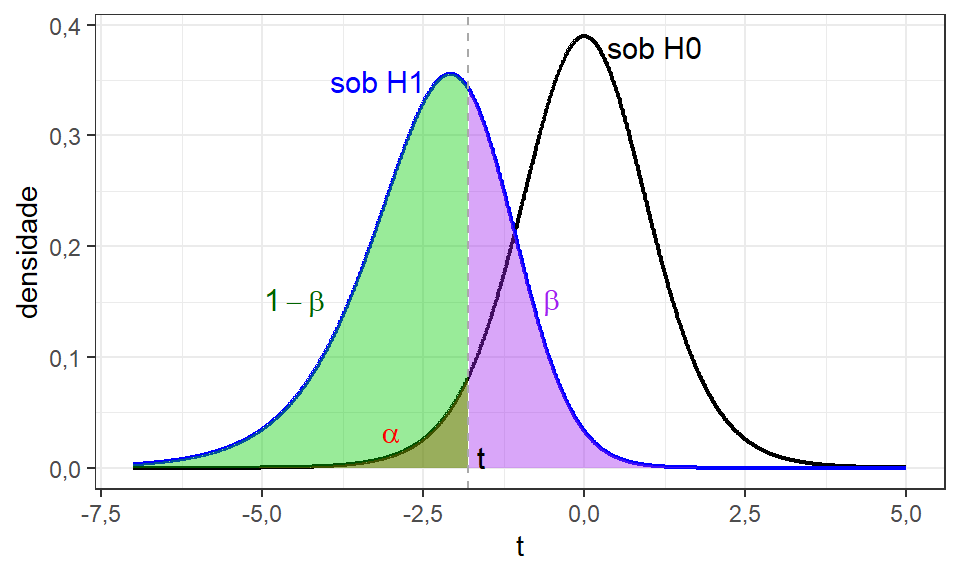 0,4
sob H0
sob H1
0,3
densidade
0,2
1 – β
β
0,1
α
t
0,0
-7,5
-5,0
-2,5
0,0
2,5
5,0
t